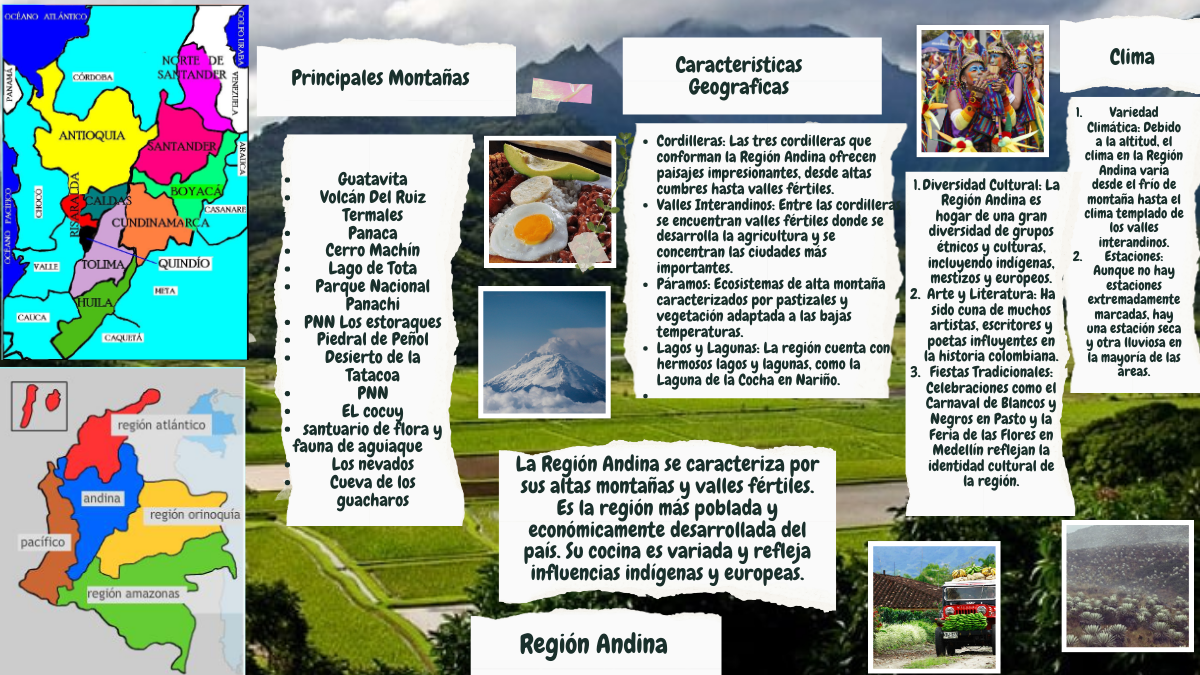 OCÉANO ATLÁNTICO
GOLFO URABA
PANAMÁ
CÓRDOBA
NORTE DE
SANTANDER
VENEZUELA
ANTIOQUIA
SANTANDER
ARAUCA
BOYACÁ
CHOCO
CALDAS
RISARALDA
CASANARE
CUNDINAMARCA
OCEANO PACIFICO
VALLE
TOLIMA
QUINDÍO
META
HUILA
CAUCA
CAQUETÁ
región atlántico
andina
región orinoquía
pacífico
región amazonas
Principales Montañas
Guatavita
Volcán Del Ruiz
Termales
Panaca
Cerro Machín
Lago de Tota
Parque Nacional
Panachi
PNN Los estoraques
Piedral de Peñol
Desierto de la
Tatacoa
PNN
EL cocuy
santuario de flora y
fauna de aguiaque
Los nevados
Cueva de los
guacharos
Caracteristicas
Geograficas
Cordilleras: Las tres cordilleras que
conforman la Región Andina ofrecen
paisajes impresionantes, desde altas
cumbres hasta valles fértiles.
Valles Interandinos: Entre las cordillera
se encuentran valles fértiles donde se
desarrolla la agricultura y se
concentran las ciudades más
importantes.
Páramos: Ecosistemas de alta montaña
caracterizados por pastizales y
vegetación adaptada a las bajas
temperaturas.
Lagos y Lagunas: La región cuenta con
hermosos lagos y lagunas, como la
Laguna de la Cocha en Nariño.
La Región Andina se caracteriza por
sus altas montañas y valles fértiles.
Es la región más poblada y
económicamente desarrollada del
país. Su cocina es variada y refleja
influencias indígenas y europeas.
Región Andina
1. Diversidad Cultural: La
Región Andina es
hogar de una gran
diversidad de grupos
étnicos y culturas,
incluyendo indígenas,
mestizos y europeos.
2. Arte y Literatura: Ha
sido cuna de muchos
artistas, escritores y
poetas influyentes en
la historia colombiana.
3. Fiestas Tradicionales:
Celebraciones como el
Carnaval de Blancos y
Negros en Pasto y la
Feria de las Flores en
Medellín reflejan la
identidad cultural de
la región.
Clima
1. Variedad
Climática: Debido
a la altitud, el
clima en la Región
Andina varía
desde el frío de
montaña hasta el
clima templado de
los valles
interandinos.
2. Estaciones:
Aunque no hay
estaciones
extremadamente
marcadas, hay
una estación seca
y otra lluviosa en
la mayoría de las
áreas.